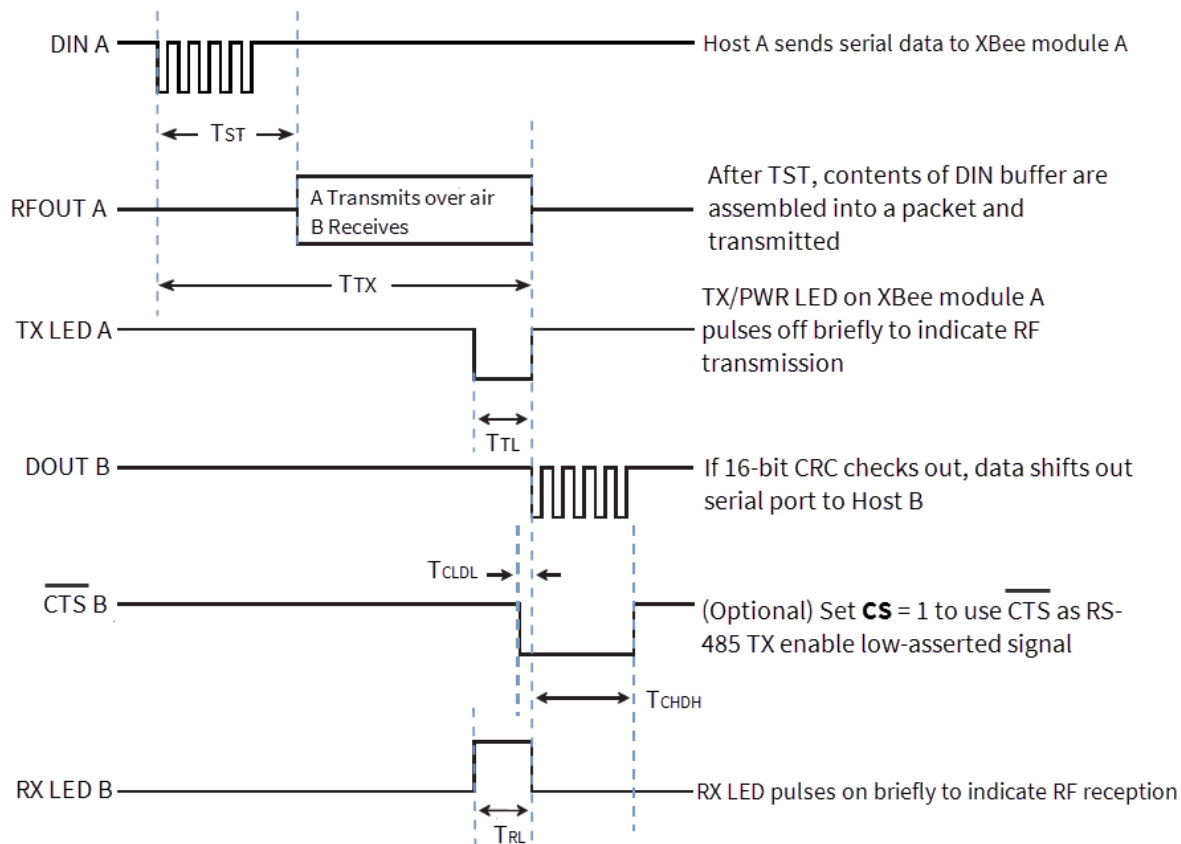 DIN A
Host A sends serial data to XBee module A
TST
RFOUT A
A Transmits over air
B Receives
After TST, contents of DIN buffer are
assembled into a packet and
transmitted
TTX
TX LED A
TX/PWR LED on XBee module A
pulses off briefly to indicate RF
transmission
TTL
DOUT B
If 16-bit CRC checks out, data shifts out
serial port to Host B
TCLDL
CTS B
(Optional) Set CS = 1 to use CTS as RS-
485 TX enable low-asserted signal
TCHDH
RX LED B
RX LED pulses on briefly to indicate RF reception
TRL